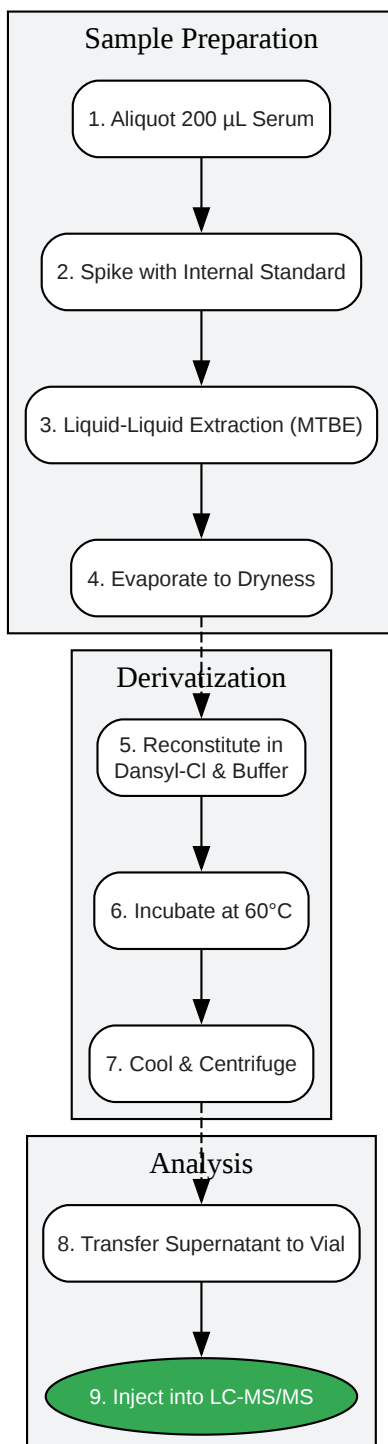 Sample Preparation
1. Aliquot 200 µL Serum
2. Spike with Internal Standard
3. Liquid-Liquid Extraction (MTBE)
4. Evaporate to Dryness
Derivatization
5. Reconstitute in
Dansyl-Cl & Buffer
6. Incubate at 60°C
7. Cool & Centrifuge
Analysis
8. Transfer Supernatant to Vial
9. Inject into LC-MS/MS